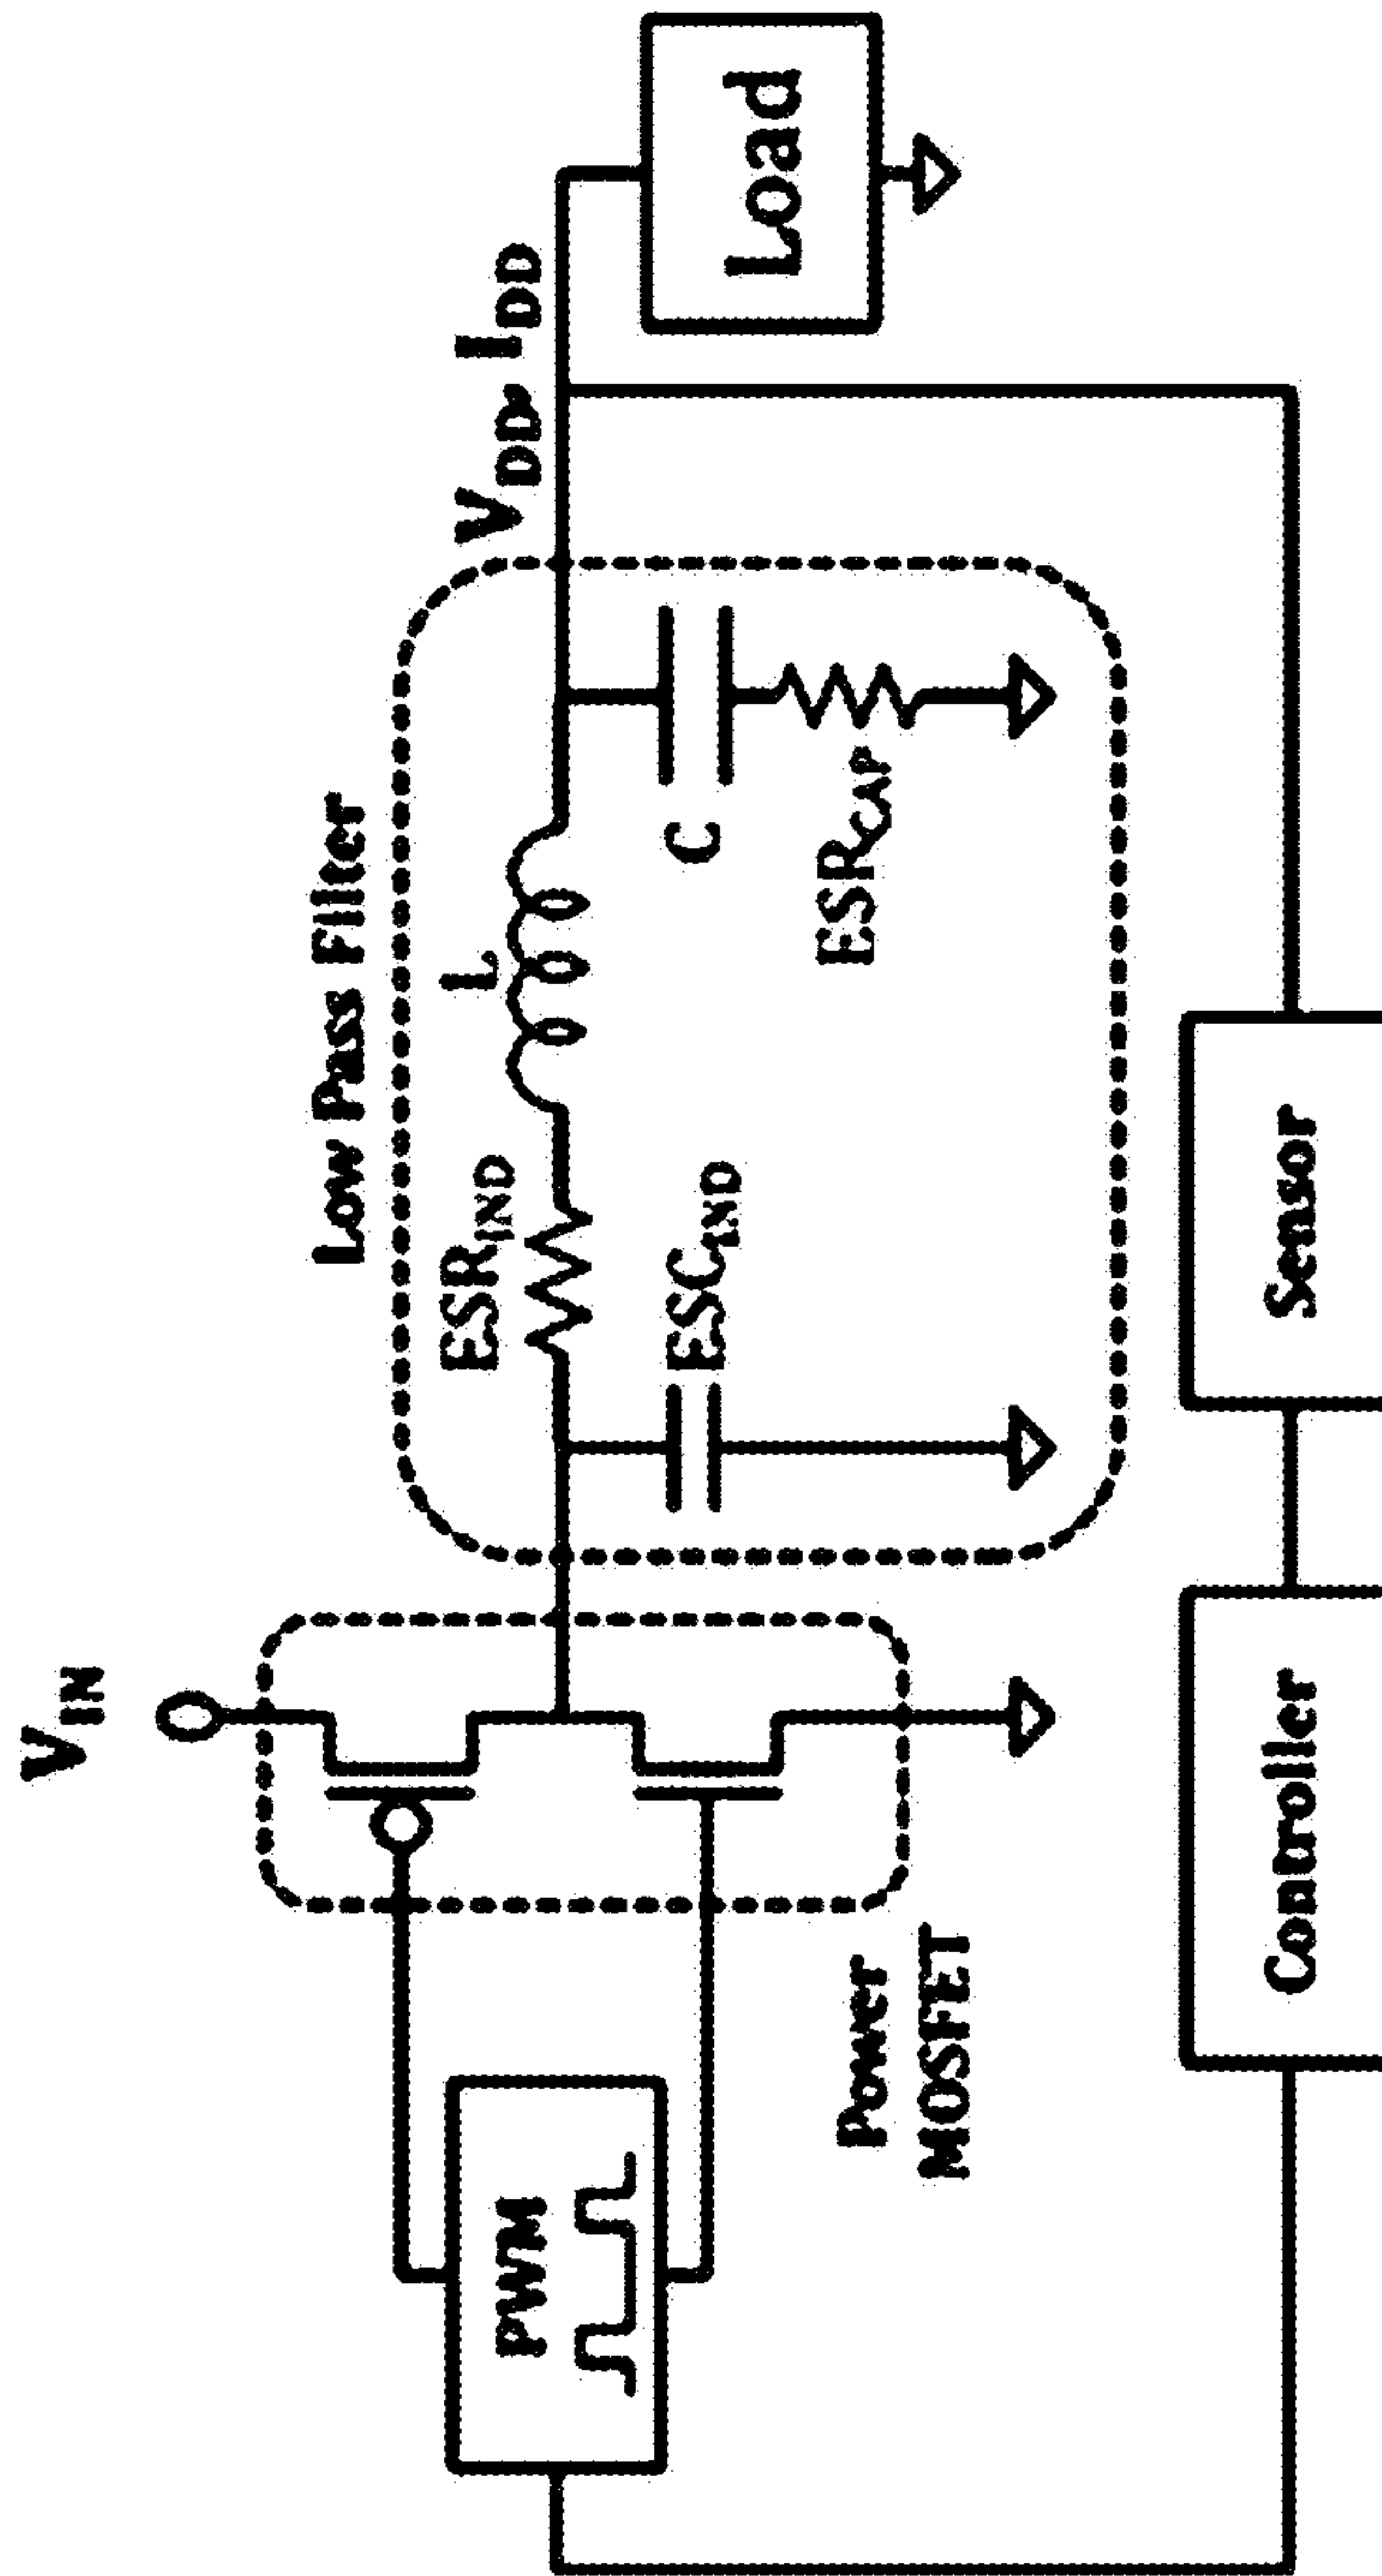 V_IN
Low Pass Filter
V_DD, I_DD
ESR_IND
L
PWM
ESC_IND
C
Load
ESR_CAP
Power
MOSFET
Controller
Sensor